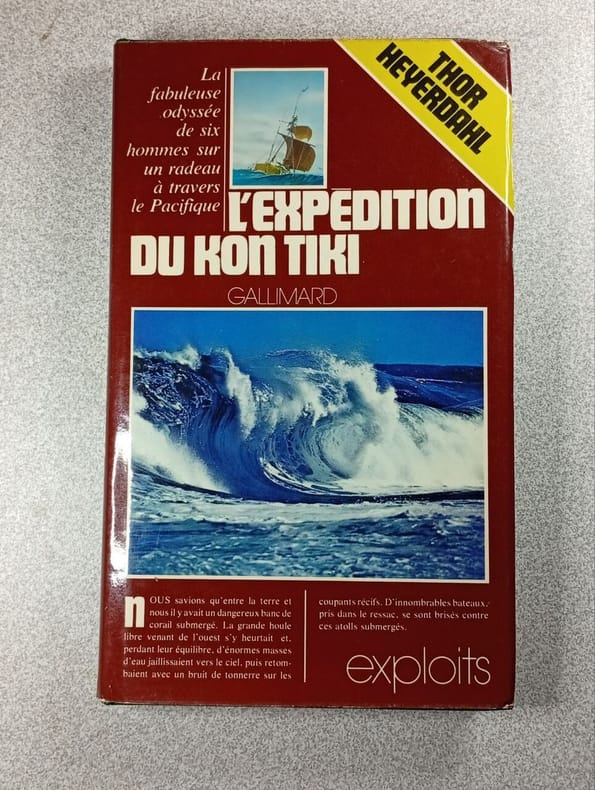 La
fabuleuse
odyssée
de six
hommes sur
un radeau
à travers
le Pacifique
THOR
HEYERDAHL
L'EXPÉDITION
DU KON TIKI
GALLIMARD
NOUS savions qu'entre la terre et
nous il y avait un dangereux banc de
corail submergé. La grande houle
libre venant de l'ouest s'y heurtait et,
perdant leur équilibre, d'énormes masses
d'eau jaillissaient vers le ciel, puis retom-
baient avec un bruit de tonnerre sur les
coupants récifs. D'innombrables bateaux,
pris dans le ressac, se sont brisés contre
ces atolls submergés.
exploits